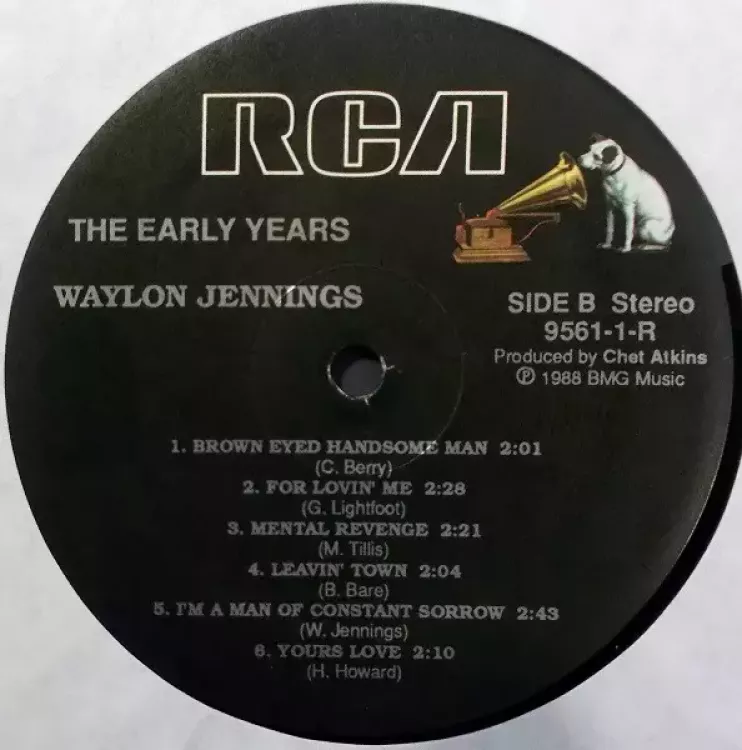 RCA
THE EARLY YEARS
WAYLON JENNINGS
SIDE B Stereo
9561-1-R
Produced by Chet Atkins
℗ 1988 BMG Music
1. BROWN EYED HANDSOME MAN 2:01
(C. Berry)
2. FOR LOVIN' ME 2:28
(G. Lightfoot)
3. MENTAL REVENGE 2:21
(M. Tillis)
4. LEAVIN' TOWN 2:04
(B. Bare)
5. I'M A MAN OF CONSTANT SORROW 2:43
(W. Jennings)
6. YOURS LOVE 2:10
(H. Howard)